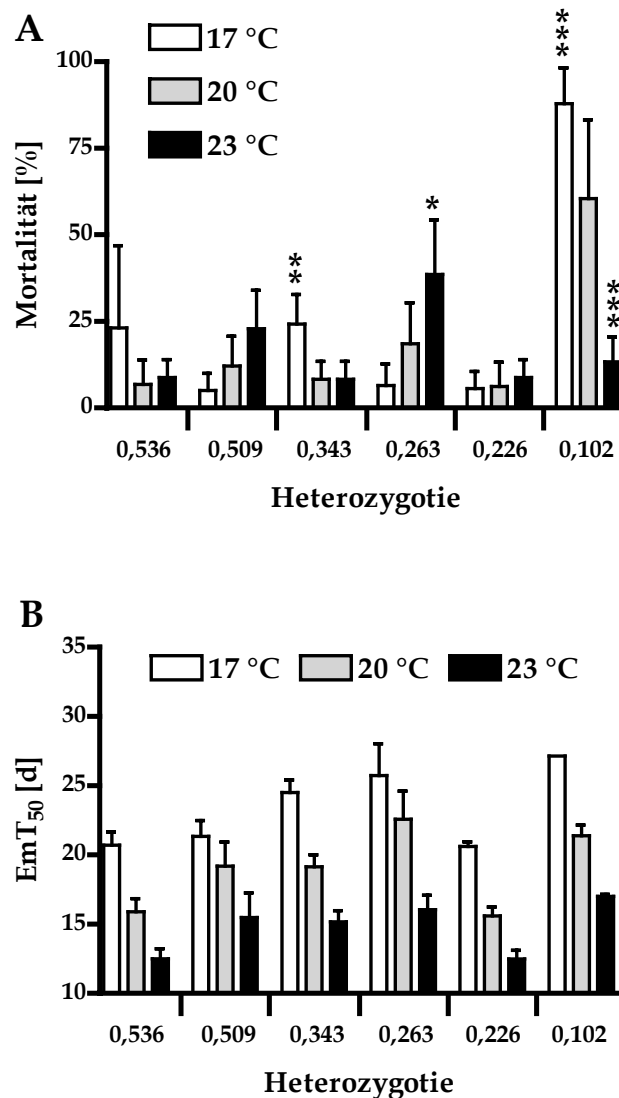 A
17 °C
20 °C
23 °C
Mortalität [%]
100
75
50
25
0
**
*
***
***
0,536 0,509 0,343 0,263 0,226 0,102
Heterozygotie
B
17 °C 20 °C 23 °C
EmT50 [d]
35
30
25
20
15
10
0,536 0,509 0,343 0,263 0,226 0,102
Heterozygotie